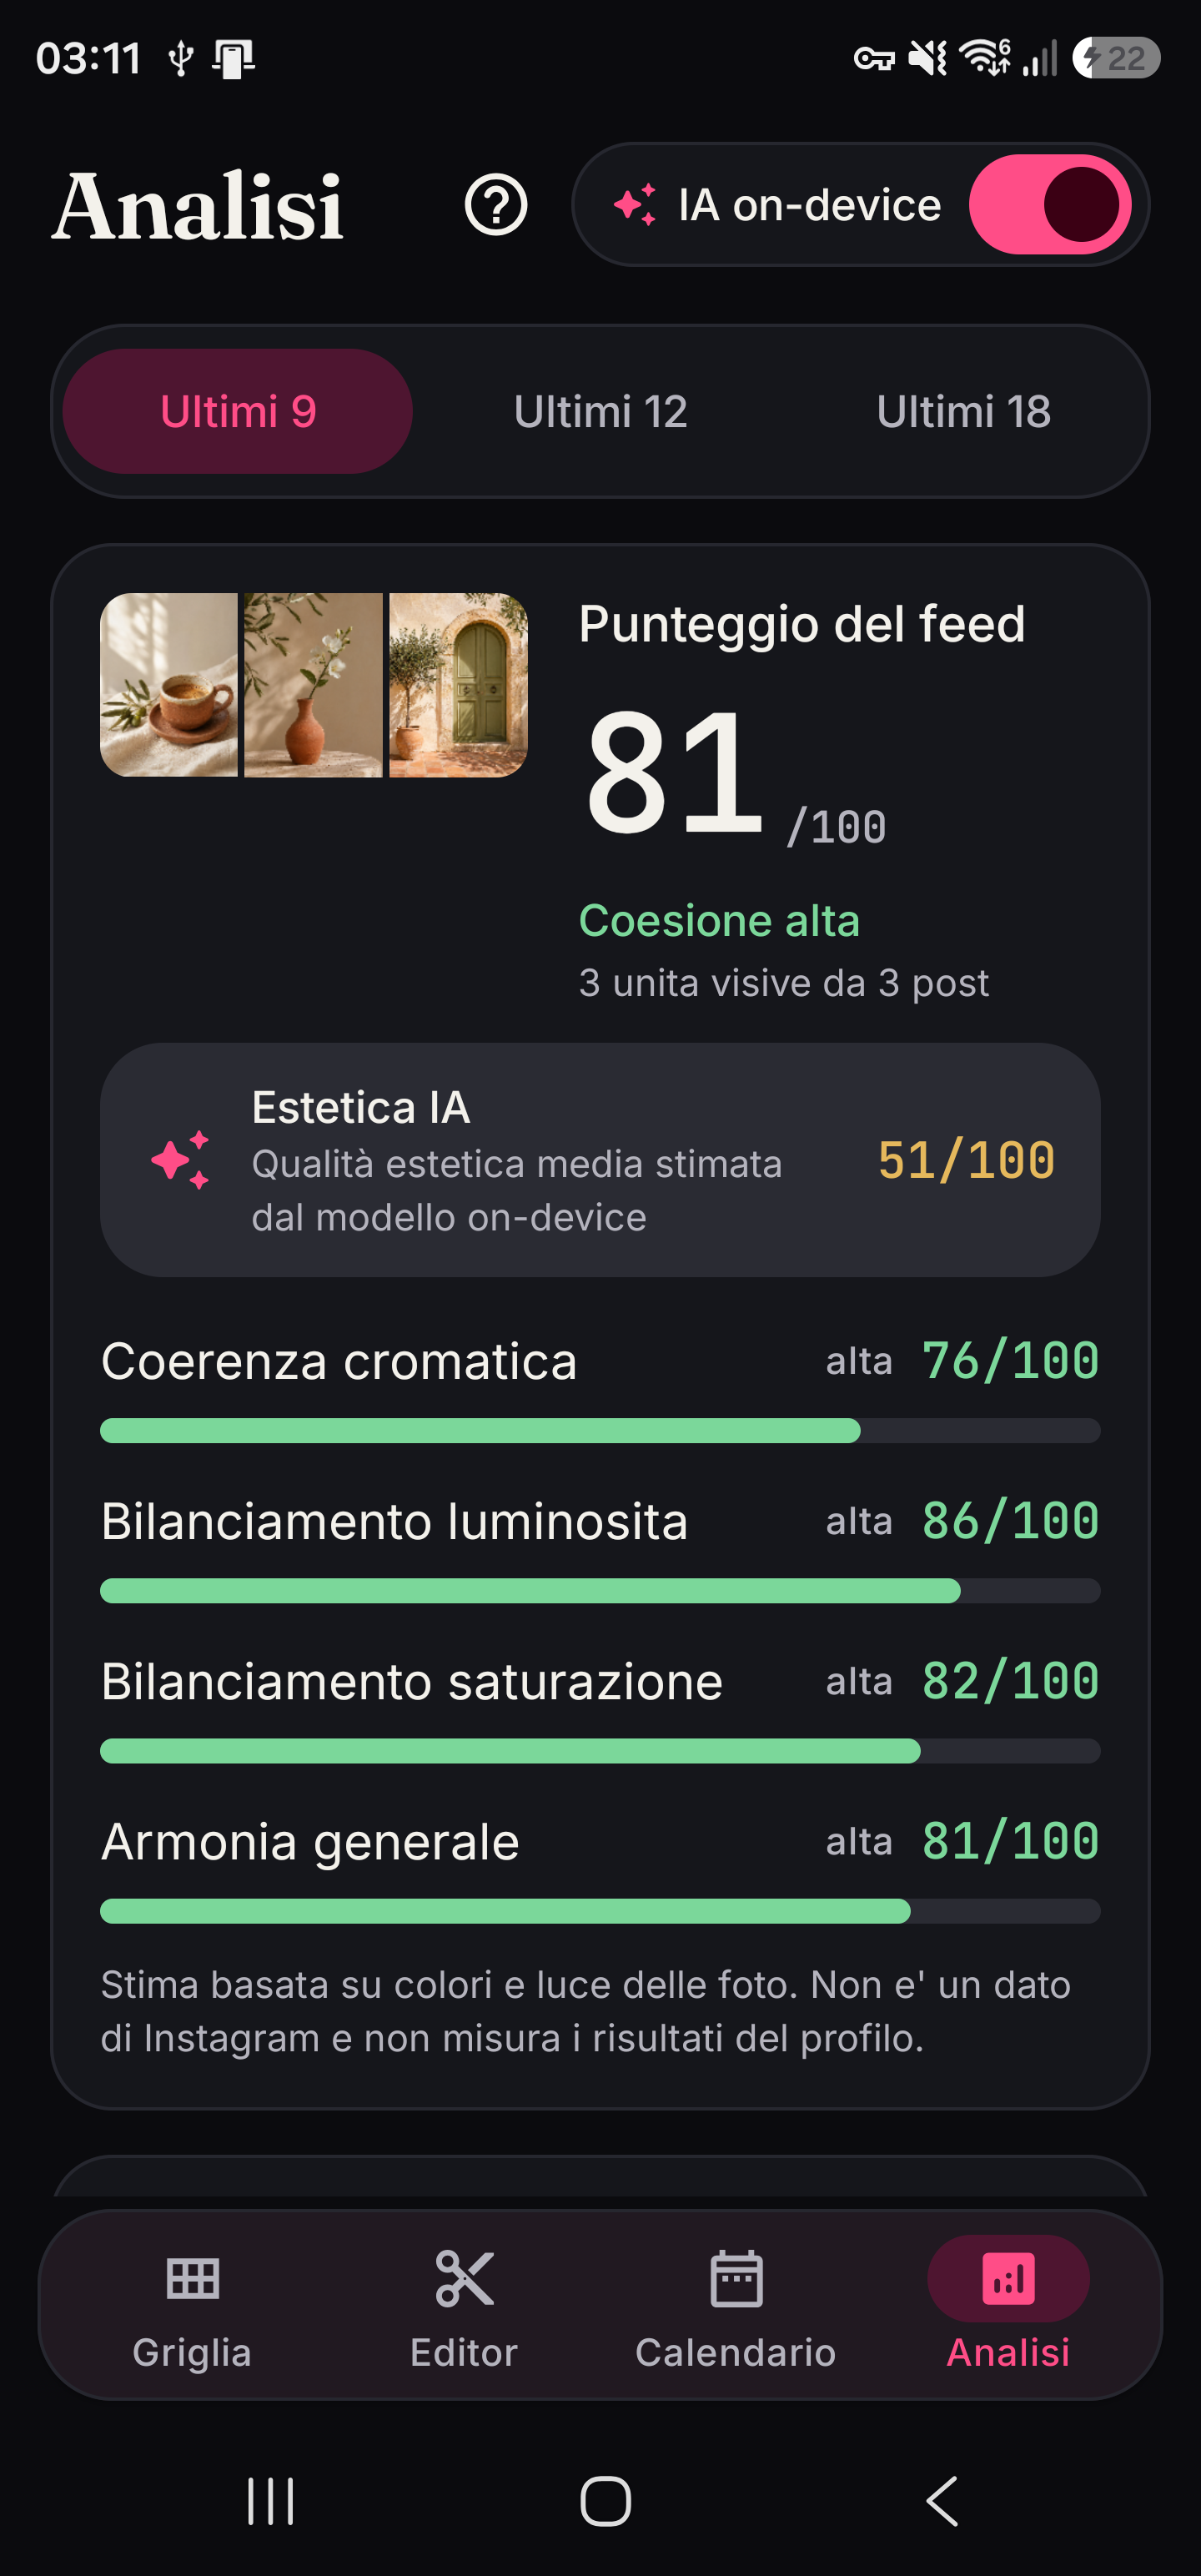 03:11
6
22
Analisi
IA on-device
Ultimi 9
Ultimi 12
Ultimi 18
Punteggio del feed
81 /100
Coesione alta
3 unita visive da 3 post
Estetica IA
Qualità estetica media stimata
dal modello on-device
51/100
Coerenza cromatica alta 76/100
Bilanciamento luminosita alta 86/100
Bilanciamento saturazione alta 82/100
Armonia generale alta 81/100
Stima basata su colori e luce delle foto. Non e' un dato
di Instagram e non misura i risultati del profilo.
Griglia
Editor
Calendario
Analisi